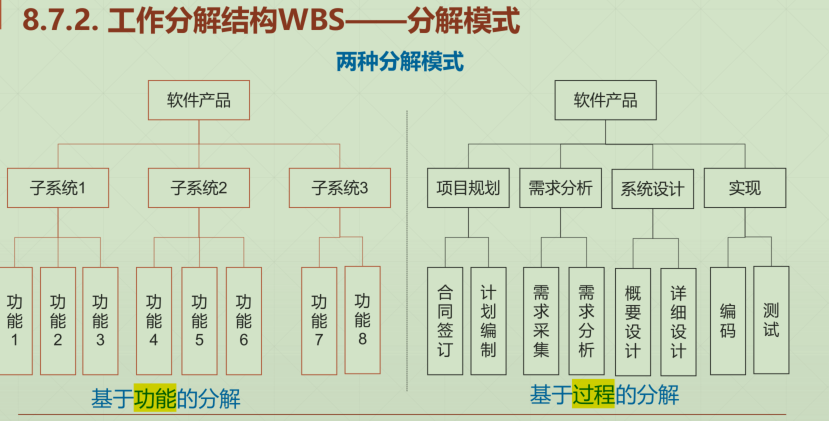 8.7.2. 工作分解结构WBS——分解模式
两种分解模式
软件产品
子系统1
子系统2
子系统3
功能1
功能2
功能3
功能4
功能5
功能6
功能7
功能8
基于功能的分解
软件产品
项目规划
需求分析
系统设计
实现
合同签订
计划编制
需求采集
需求分析
概要设计
详细设计
编码
测试
基于过程的分解